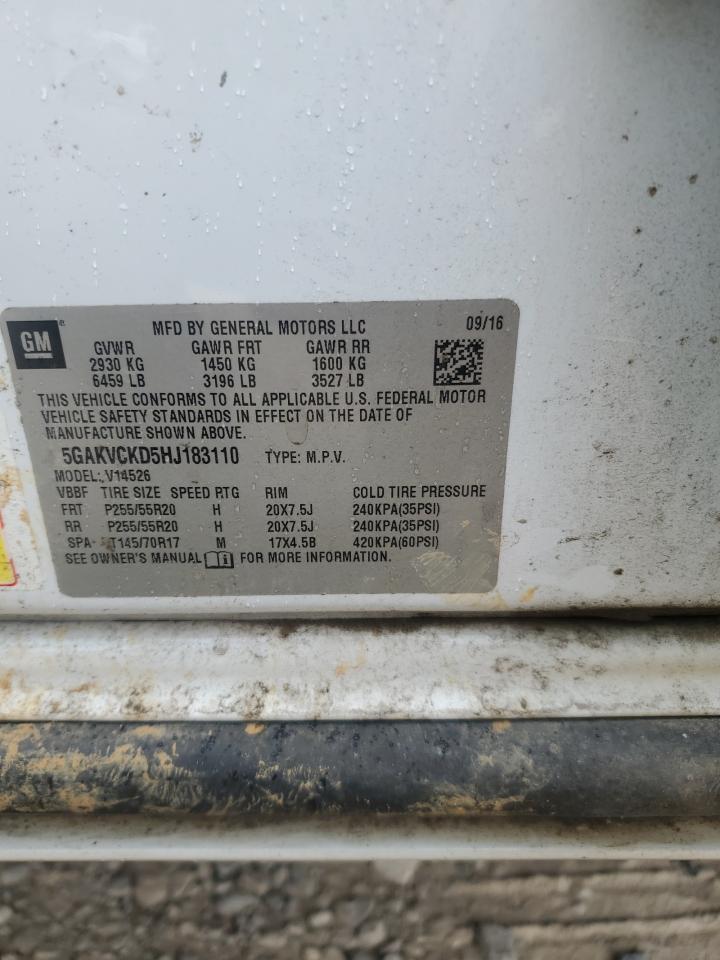 GM
MFD BY GENERAL MOTORS LLC 09/16
GVWR GAWR FRT GAWR RR
2930 KG 1450 KG 1600 KG
6459 LB 3196 LB 3527 LB
THIS VEHICLE CONFORMS TO ALL APPLICABLE U.S. FEDERAL MOTOR
VEHICLE SAFETY STANDARDS IN EFFECT ON THE DATE OF
MANUFACTURE SHOWN ABOVE.
5GAKVCKD5HJ183110 TYPE: M.P.V.
MODEL: V14526
VBBF TIRE SIZE SPEED RTG RIM COLD TIRE PRESSURE
FRT P255/55R20 H 20X7.5J 240KPA(35PSI)
RR P255/55R20 H 20X7.5J 240KPA(35PSI)
SPA T145/70R17 M 17X4.5B 420KPA(60PSI)
SEE OWNER'S MANUAL FOR MORE INFORMATION.